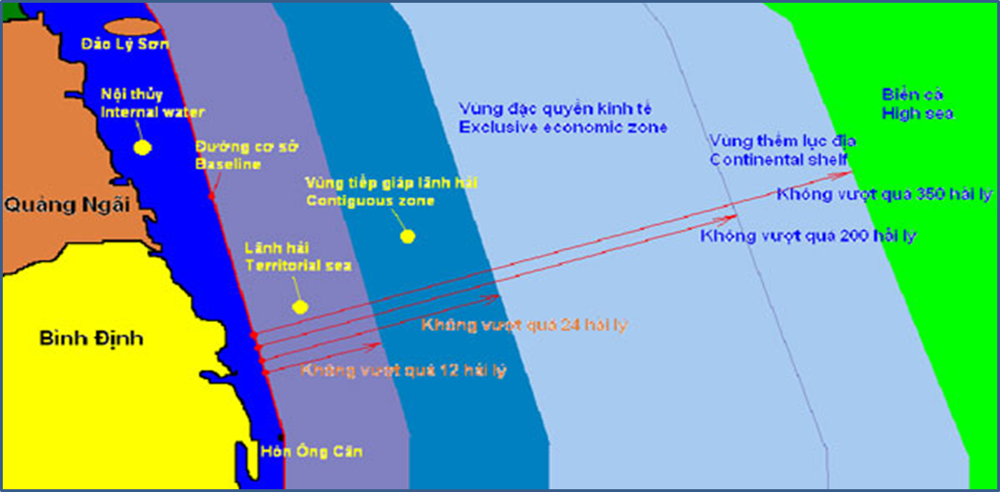 Đảo Lý Sơn
Nội thủy
Internal water
Đường cơ sở
Baseline
Vùng tiếp giáp lãnh hải
Contiguous zone
Lãnh hải
Territorial sea
Vùng đặc quyền kinh tế
Exclusive economic zone
Vùng thềm lục địa
Continental shelf
Biển cả
High sea
Không vượt quá 350 hải lý
Không vượt quá 200 hải lý
Không vượt quá 24 hải lý
Không vượt quá 12 hải lý
Quảng Ngãi
Bình Định
Hòn Ông Căn